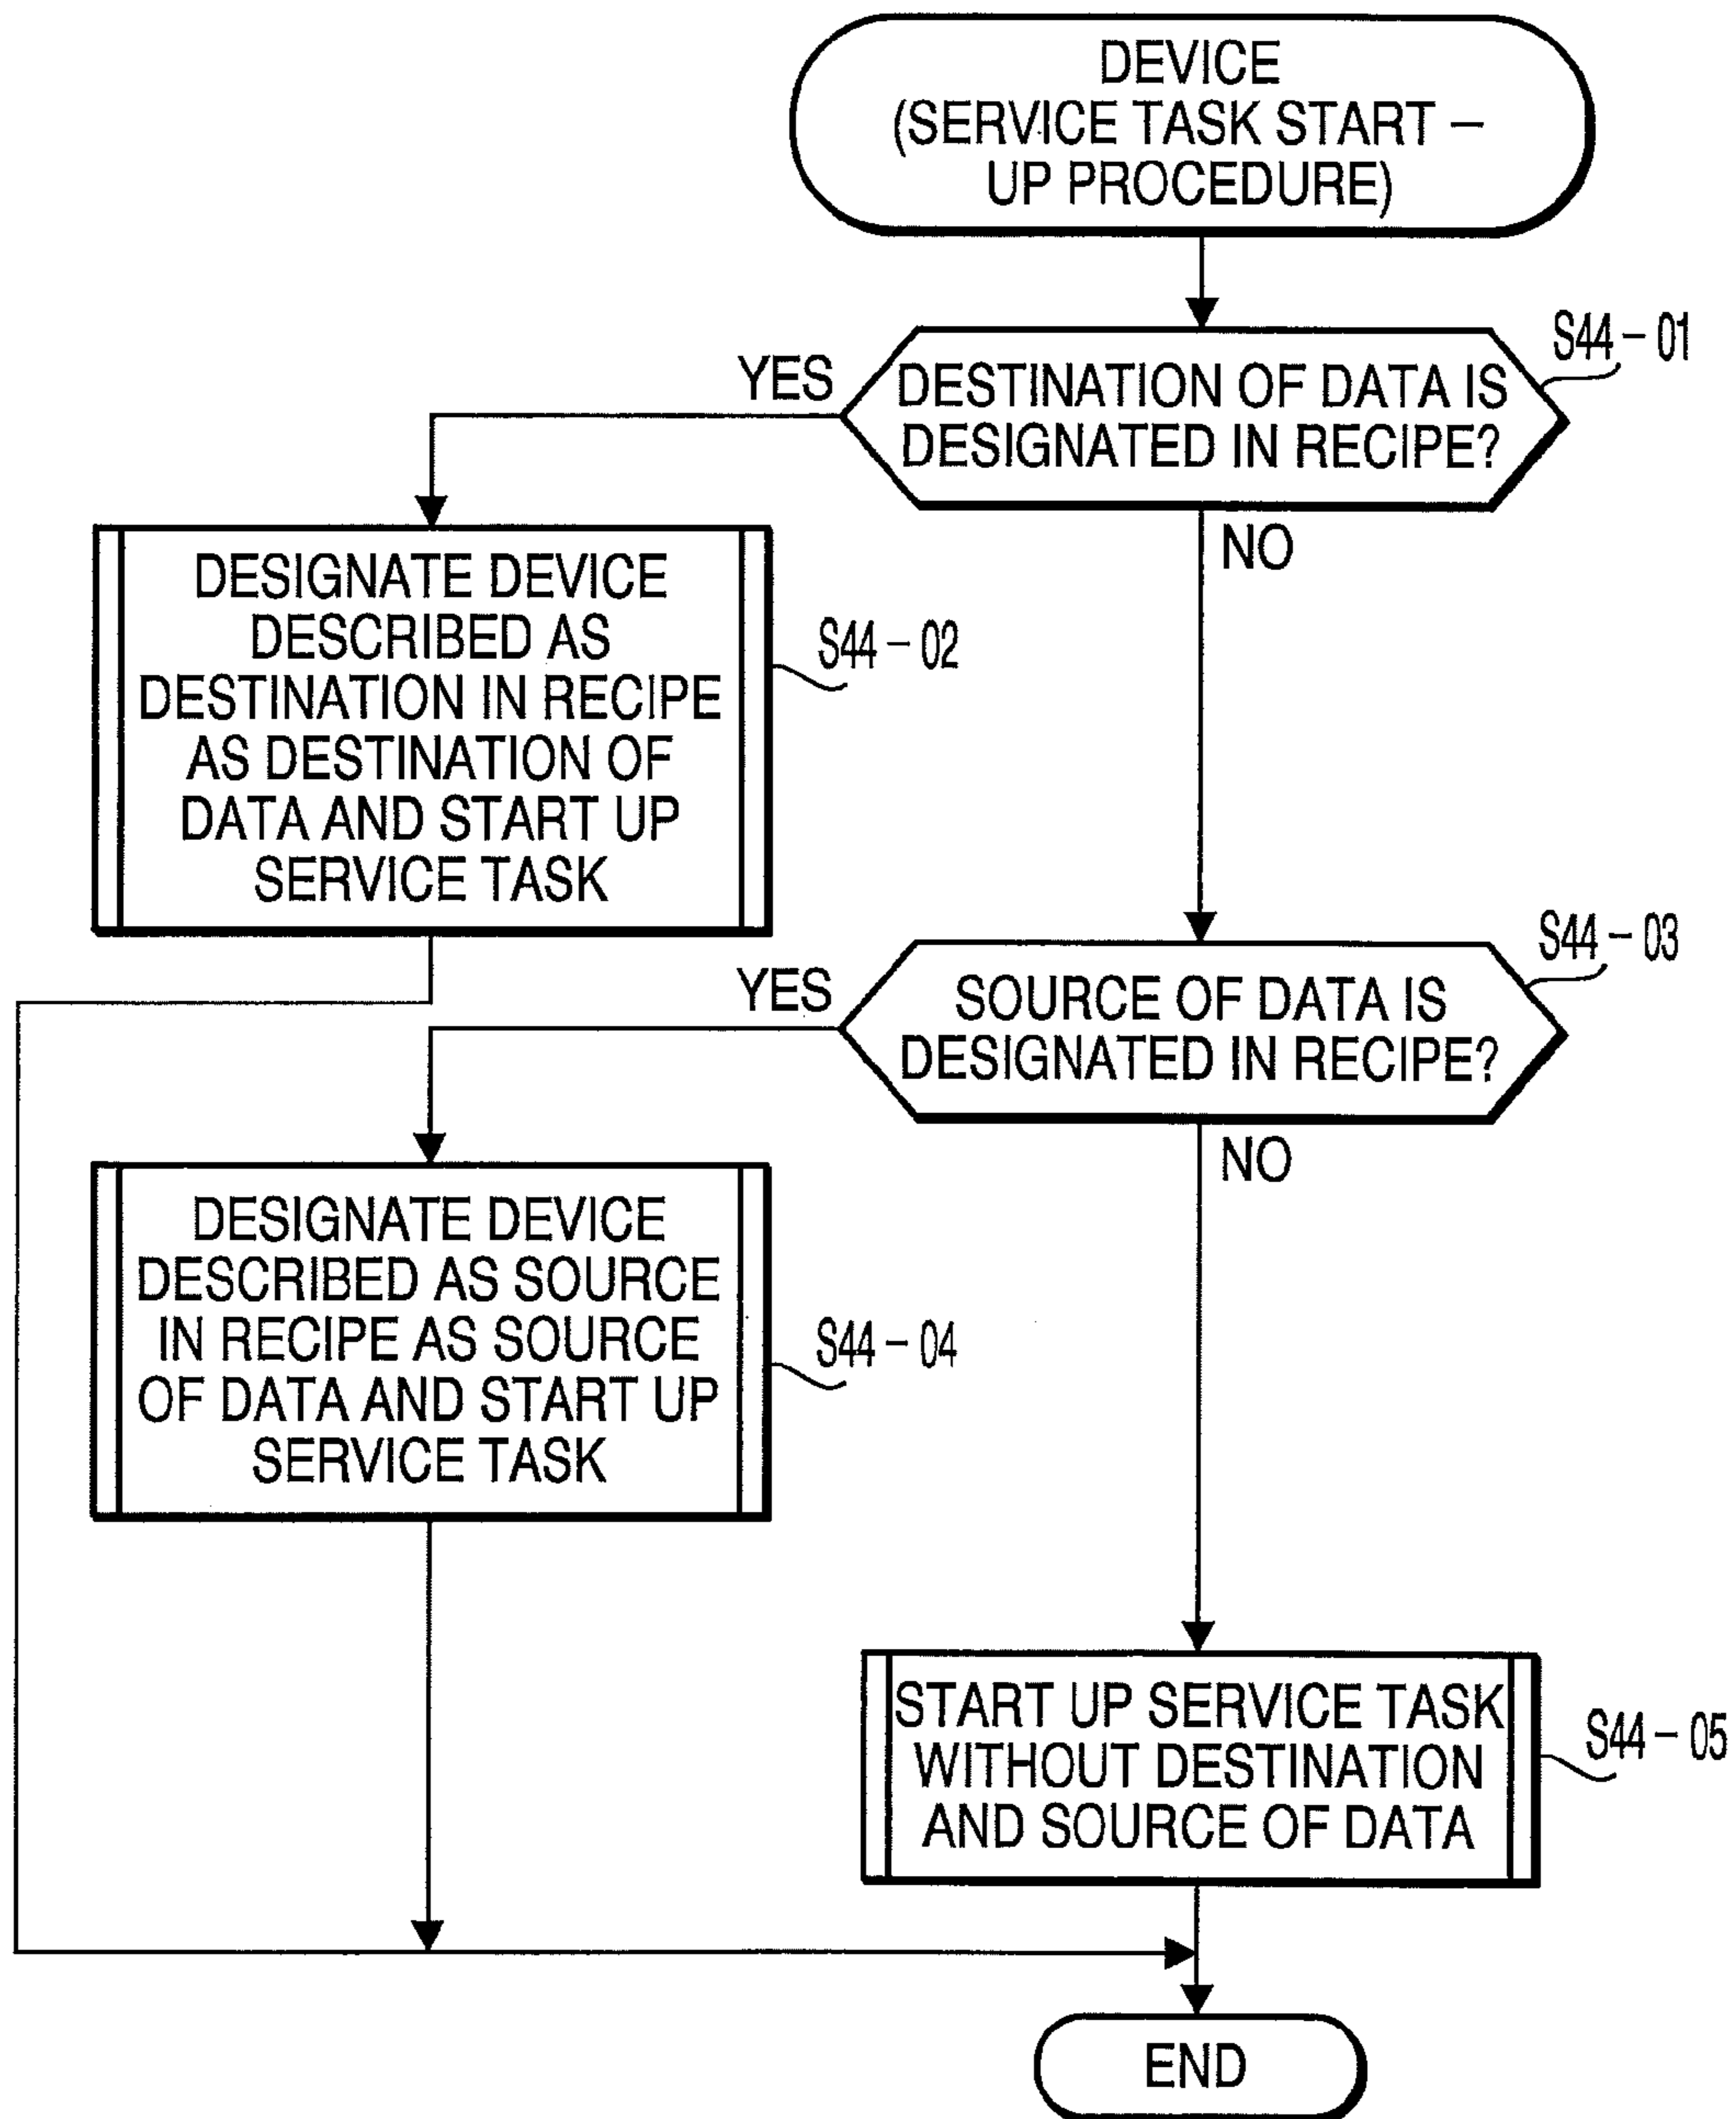 DEVICE
(SERVICE TASK START –
UP PROCEDURE)
S44 – 01
YES
DESTINATION OF DATA IS
DESIGNATED IN RECIPE?
NO
DESIGNATE DEVICE
DESCRIBED AS
DESTINATION IN RECIPE
AS DESTINATION OF
DATA AND START UP
SERVICE TASK
S44 – 02
S44 – 03
YES
SOURCE OF DATA IS
DESIGNATED IN RECIPE?
NO
DESIGNATE DEVICE
DESCRIBED AS SOURCE
IN RECIPE AS SOURCE
OF DATA AND START UP
SERVICE TASK
S44 – 04
START UP SERVICE TASK
WITHOUT DESTINATION
AND SOURCE OF DATA
S44 – 05
END